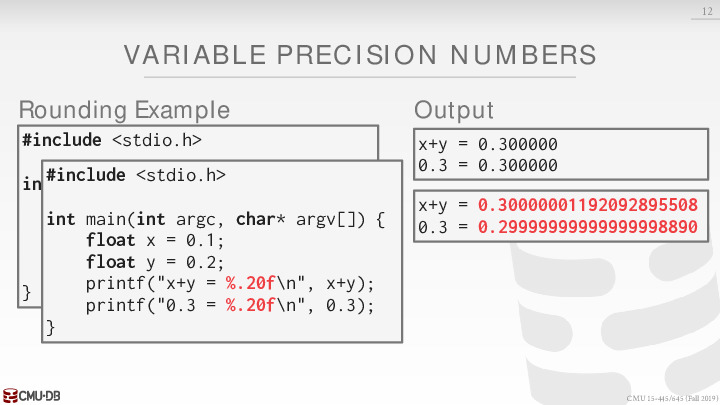 12
VARIABLE PRECISION NUMBERS
Rounding Example
#include <stdio.h>
in
}
#include <stdio.h>
int main(int argc, char* argv[]) {
    float x = 0.1;
    float y = 0.2;
    printf("x+y = %.20f\n", x+y);
    printf("0.3 = %.20f\n", 0.3);
}
Output
x+y = 0.300000
0.3 = 0.300000
x+y = 0.30000001192092895508
0.3 = 0.29999999999999998890
CMU·DB
CMU 15-445/645 (Fall 2019)